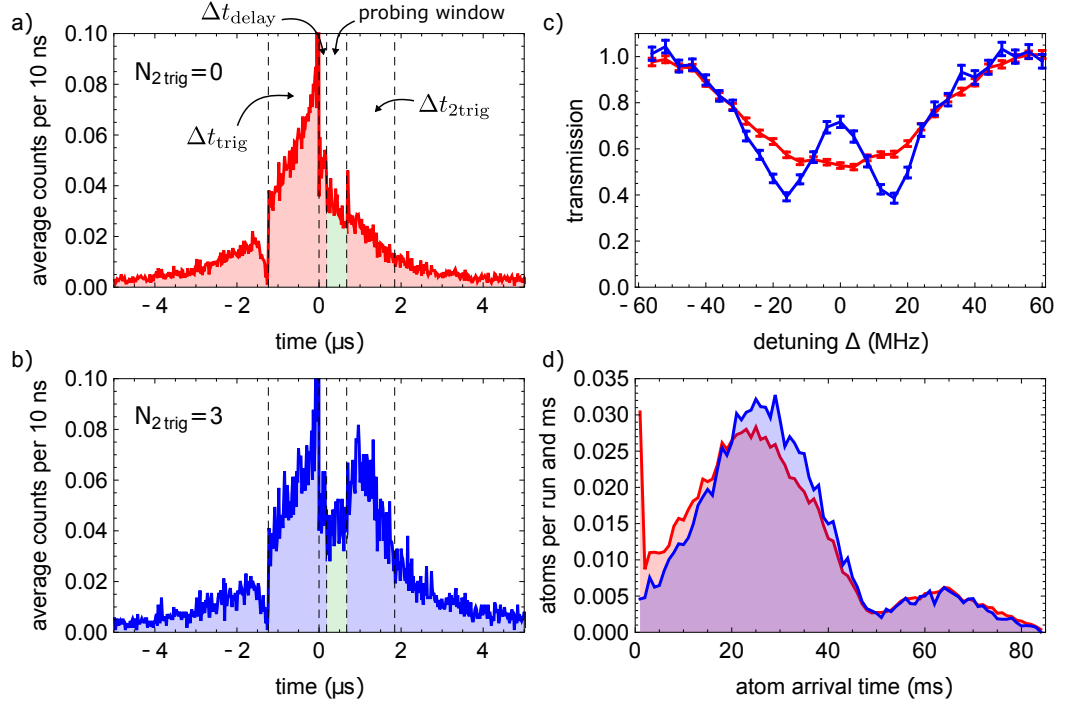 a)
Δt_delay
probing window
N_2 trig = 0
Δt_trig
Δt_2trig
average counts per 10 ns
0.10
0.08
0.06
0.04
0.02
0.00
-4
-2
0
2
4
time (µs)
b)
N_2 trig = 3
average counts per 10 ns
0.10
0.08
0.06
0.04
0.02
0.00
-4
-2
0
2
4
time (µs)
c)
transmission
1.0
0.8
0.6
0.4
0.2
0.0
-60
-40
-20
0
20
40
60
detuning Δ (MHz)
d)
atoms per run and ms
0.035
0.030
0.025
0.020
0.015
0.010
0.005
0.000
0
20
40
60
80
atom arrival time (ms)